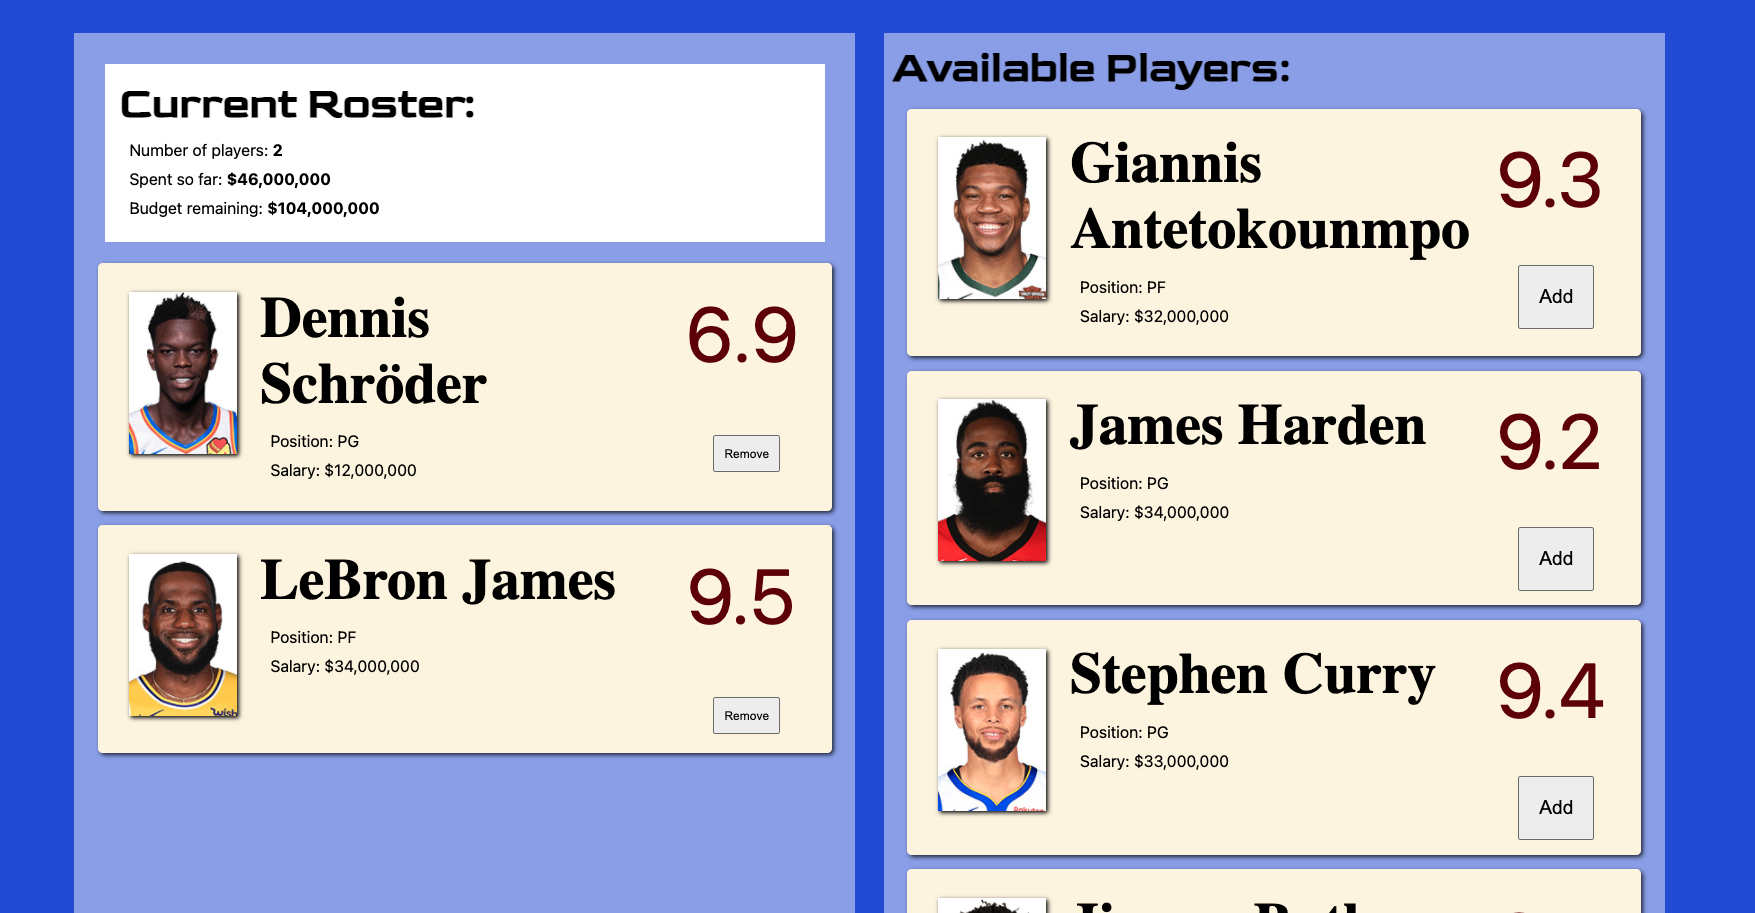 Current Roster:
Number of players: 2
Spent so far: $46,000,000
Budget remaining: $104,000,000
Dennis
Schröder
6.9
Position: PG
Salary: $12,000,000
Remove
LeBron James
9.5
Position: PF
Salary: $34,000,000
wish
Remove
Available Players:
Giannis
Antetokounmpo
9.3
Position: PF
Salary: $32,000,000
Add
James Harden
9.2
Position: PG
Salary: $34,000,000
Add
Stephen Curry
9.4
Position: PG
Salary: $33,000,000
Rakuten
Add